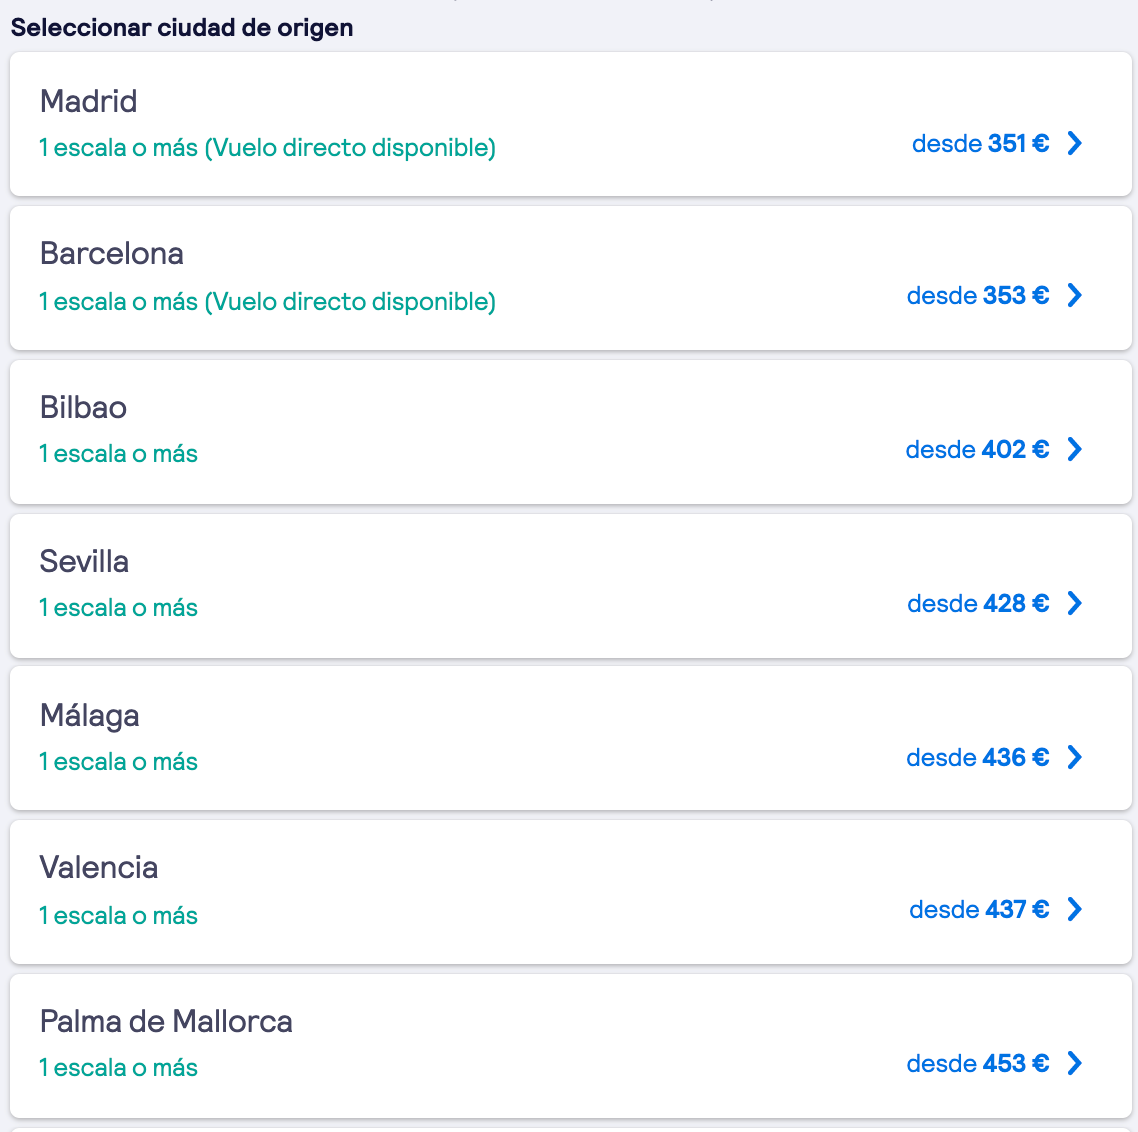 Seleccionar ciudad de origen
Madrid
1 escala o más (Vuelo directo disponible)
desde 351 €
Barcelona
1 escala o más (Vuelo directo disponible)
desde 353 €
Bilbao
1 escala o más
desde 402 €
Sevilla
1 escala o más
desde 428 €
Málaga
1 escala o más
desde 436 €
Valencia
1 escala o más
desde 437 €
Palma de Mallorca
1 escala o más
desde 453 €